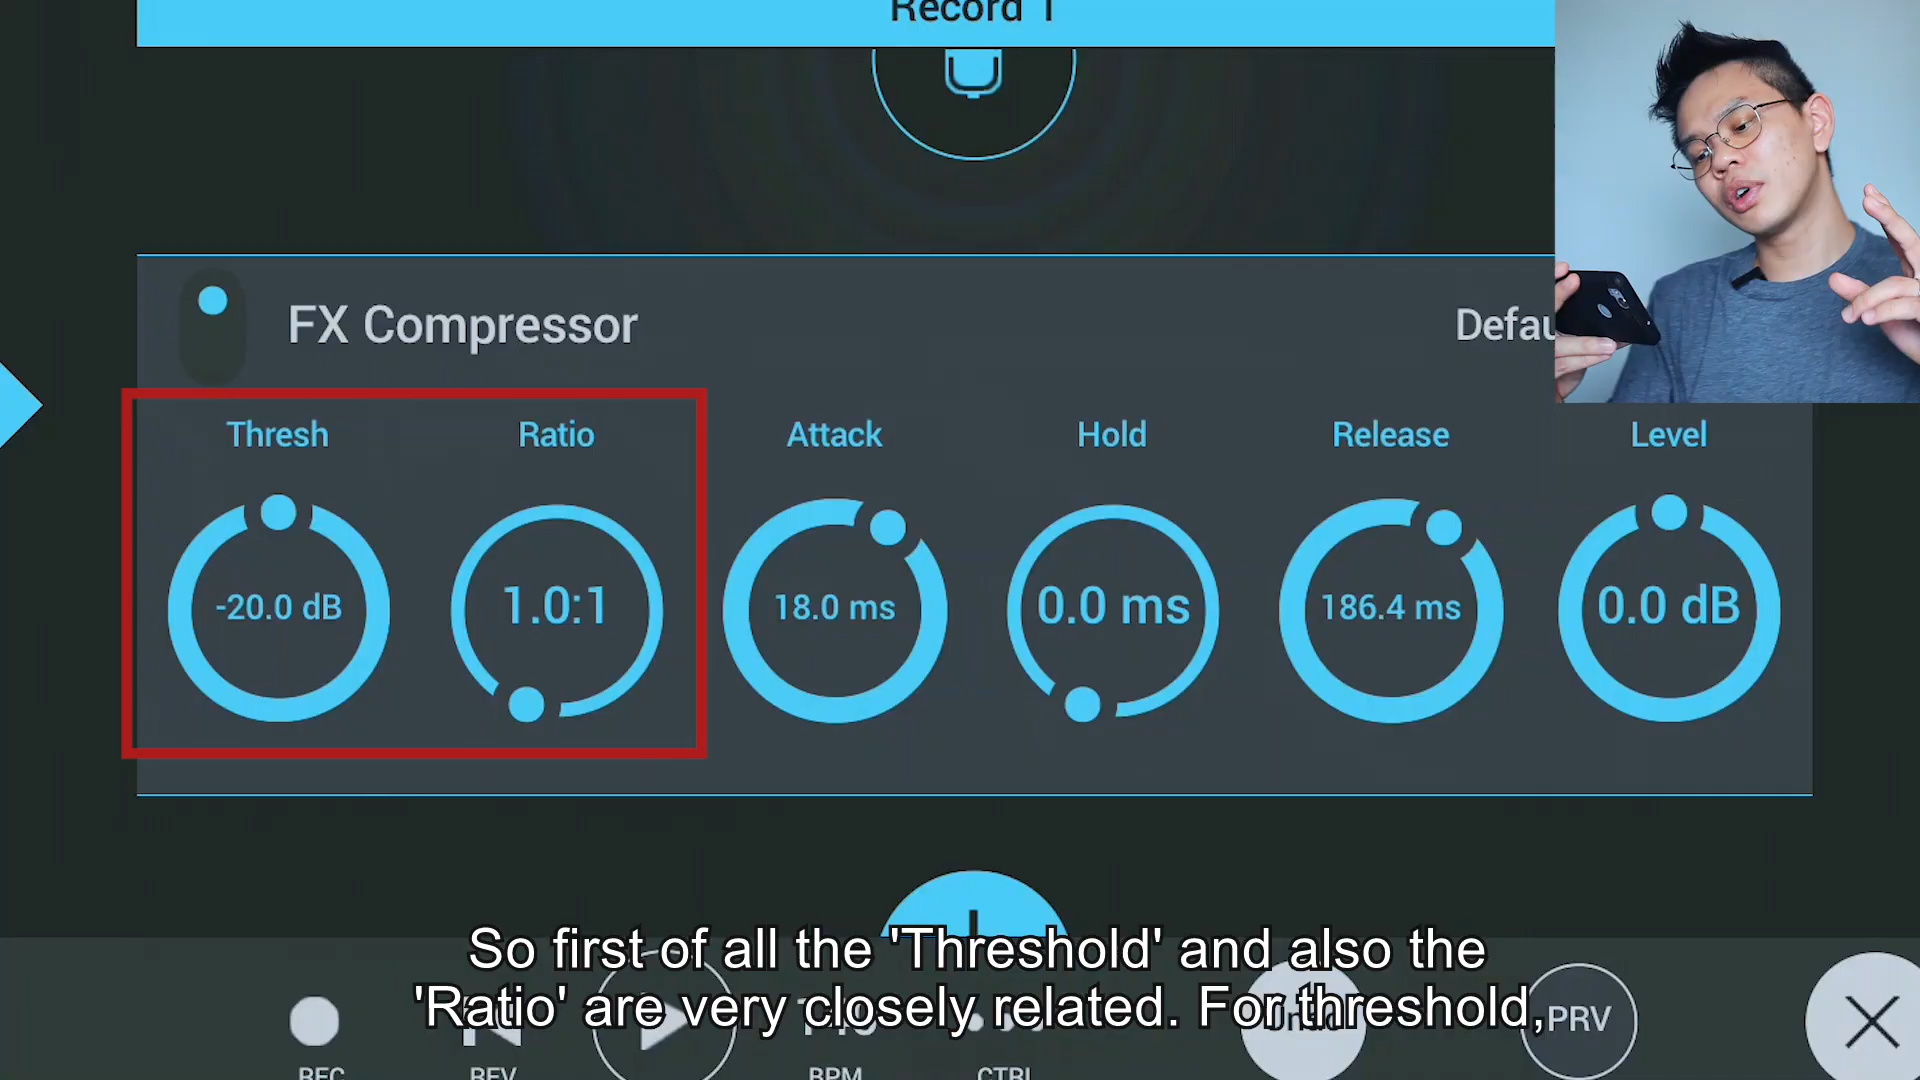 Record 1
FX Compressor
Defau
Thresh Ratio Attack Hold Release Level
-20.0 dB 1.0:1 18.0 ms 0.0 ms 186.4 ms 0.0 dB
So first of all the 'Threshold' and also the
'Ratio' are very closely related. For threshold,
PRV
REC REV BPM CTRL